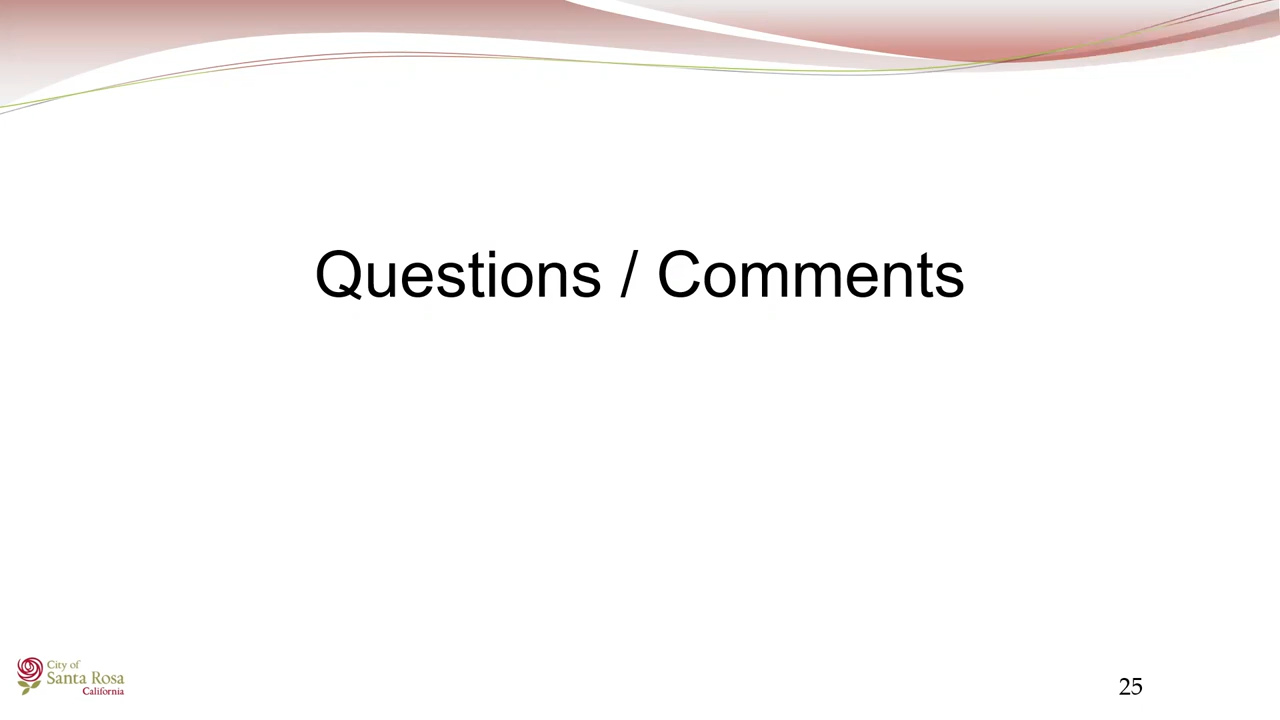 Questions / Comments
City of
Santa Rosa
California
25